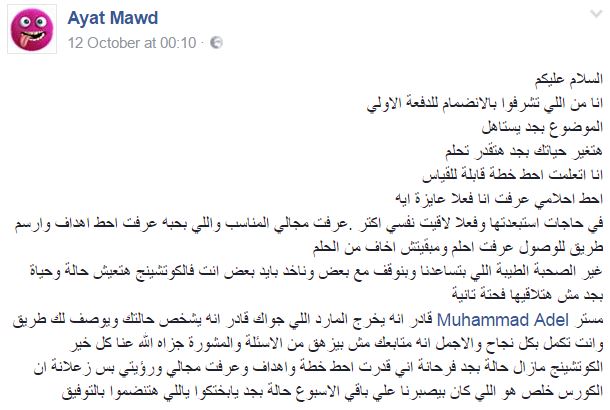 Ayat Mawd
12 October at 00:10 ·
السلام عليكم
انا من اللي تشرفوا بالانضمام للدفعة الاولي
الموضوع بجد يستاهل
هتغير حياتك بجد هتقدر تحلم
انا اتعلمت احط خطة قابلة للقياس
احط احلامي عرفت انا فعلا عايزة ايه
في حاجات استبعدتها وفعلا لاقيت نفسي اكتر .عرفت مجالي المناسب واللي بحبه عرفت احط اهداف وارسم
طريق للوصول عرفت احلم ومبقيتش اخاف من الحلم
غير الصحبة الطيبة اللي بتساعدنا وبنوقف مع بعض وناخد بايد بعض انت فالكوتشينج هتعيش حالة وحياة
بجد مش هتلاقيها فحتة تانية
مستر Muhammad Adel قادر انه يخرج المارد اللي جواك قادر انه يشخص حالتك ويوصف لك طريق
وانت تكمل بكل نجاح والاجمل انه متابعك مش بيزهق من الاسئلة والمشورة جزاه الله عنا كل خير
الكوتشينج مازال حالة بجد فرحانة اني قدرت احط خطة واهداف وعرفت مجالي ورؤيتي بس زعلانة ان
الكورس خلص هو اللي كان بيصبرنا علي باقي الاسبوع حالة بجد يابختكوا ياللي هتنضموا بالتوفيق